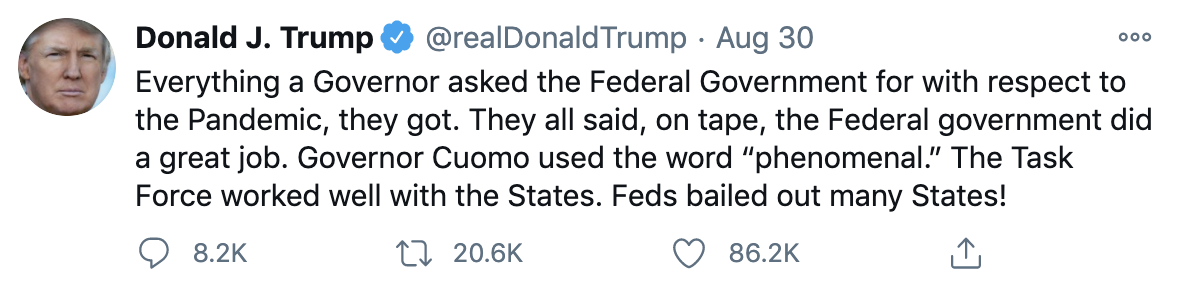 Donald J. Trump @realDonaldTrump · Aug 30
Everything a Governor asked the Federal Government for with respect to
the Pandemic, they got. They all said, on tape, the Federal government did
a great job. Governor Cuomo used the word “phenomenal.” The Task
Force worked well with the States. Feds bailed out many States!
8.2K 20.6K 86.2K